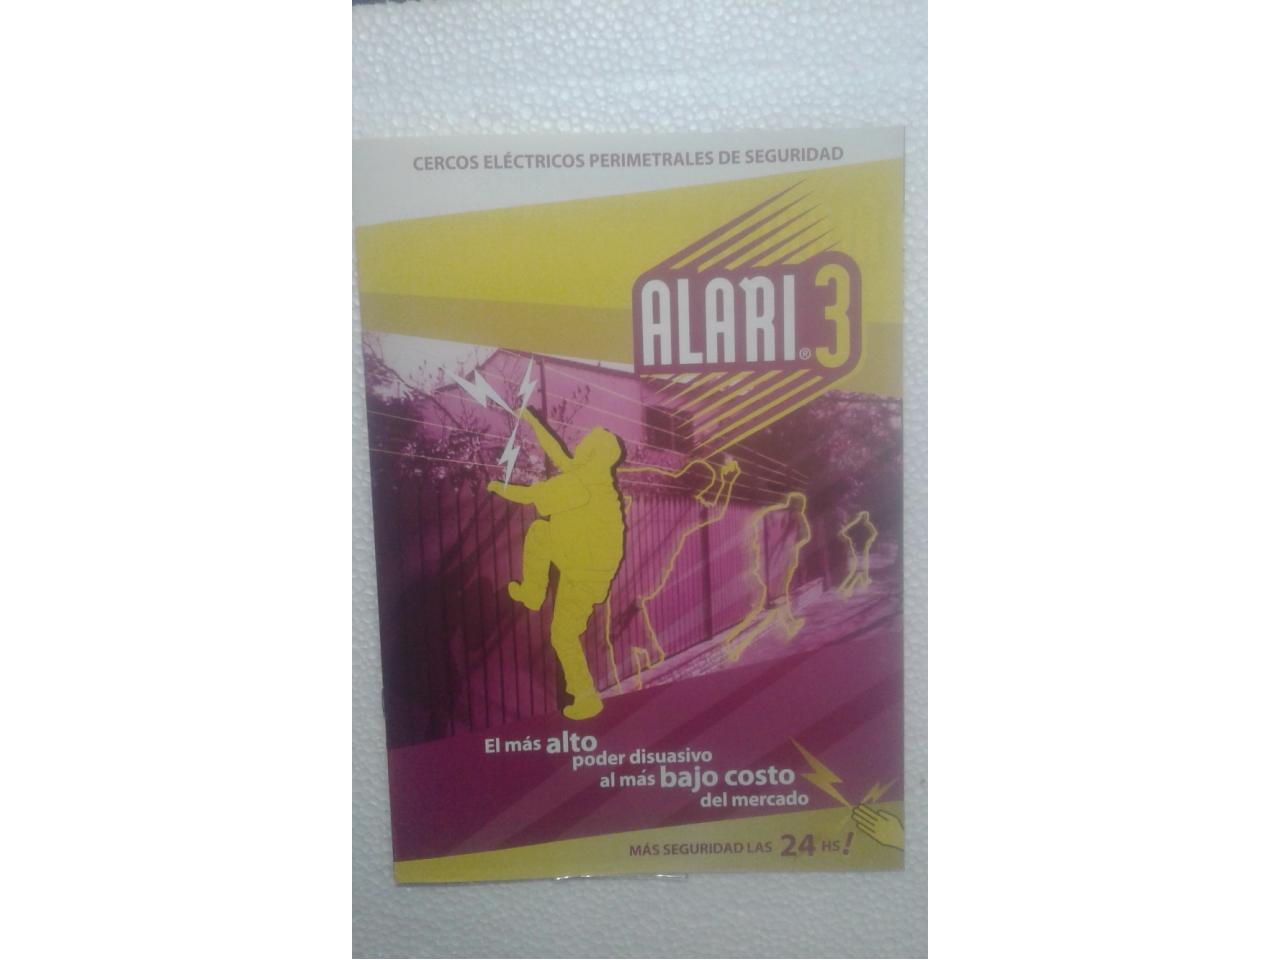 CERCOS ELÉCTRICOS PERIMETRALES DE SEGURIDAD
ALARI® 3
El más alto
poder disuasivo
al más bajo costo
del mercado
MÁS SEGURIDAD LAS 24 HS!